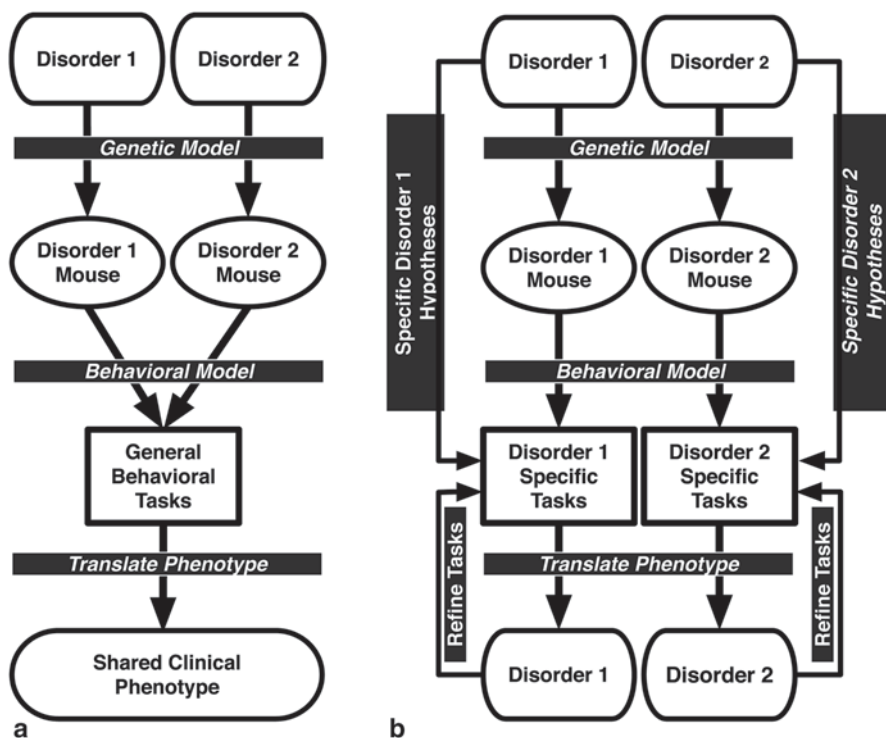 Disorder 1
Disorder 2
Genetic Model
Disorder 1
Mouse
Disorder 2
Mouse
Behavioral Model
General
Behavioral
Tasks
Translate Phenotype
Shared Clinical
Phenotype
a
Disorder 1
Disorder 2
Genetic Model
Specific Disorder 1
Hypotheses
Specific Disorder 2
Hypotheses
Disorder 1
Mouse
Disorder 2
Mouse
Behavioral Model
Disorder 1
Specific
Tasks
Disorder 2
Specific
Tasks
Refine Tasks
Translate Phenotype
Refine Tasks
Disorder 1
Disorder 2
b